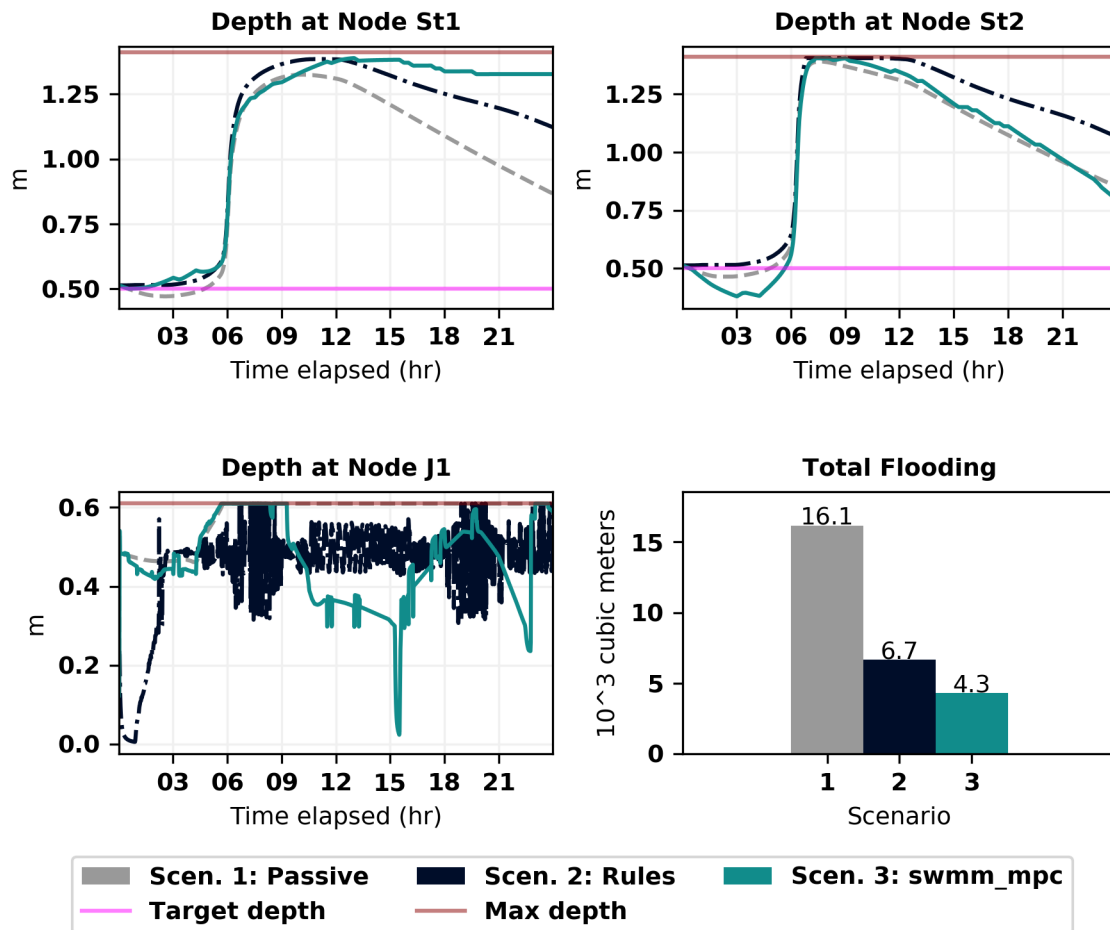 Depth at Node St1
1.25
1.00
0.75
0.50
m
03 06 09 12 15 18 21
Time elapsed (hr)
Depth at Node St2
1.25
1.00
0.75
0.50
m
03 06 09 12 15 18 21
Time elapsed (hr)
Depth at Node J1
0.6
0.4
0.2
0.0
m
03 06 09 12 15 18 21
Time elapsed (hr)
Total Flooding
16.1
6.7
4.3
15
10
5
0
10^3 cubic meters
1 2 3
Scenario
Scen. 1: Passive Scen. 2: Rules Scen. 3: swmm_mpc
Target depth Max depth